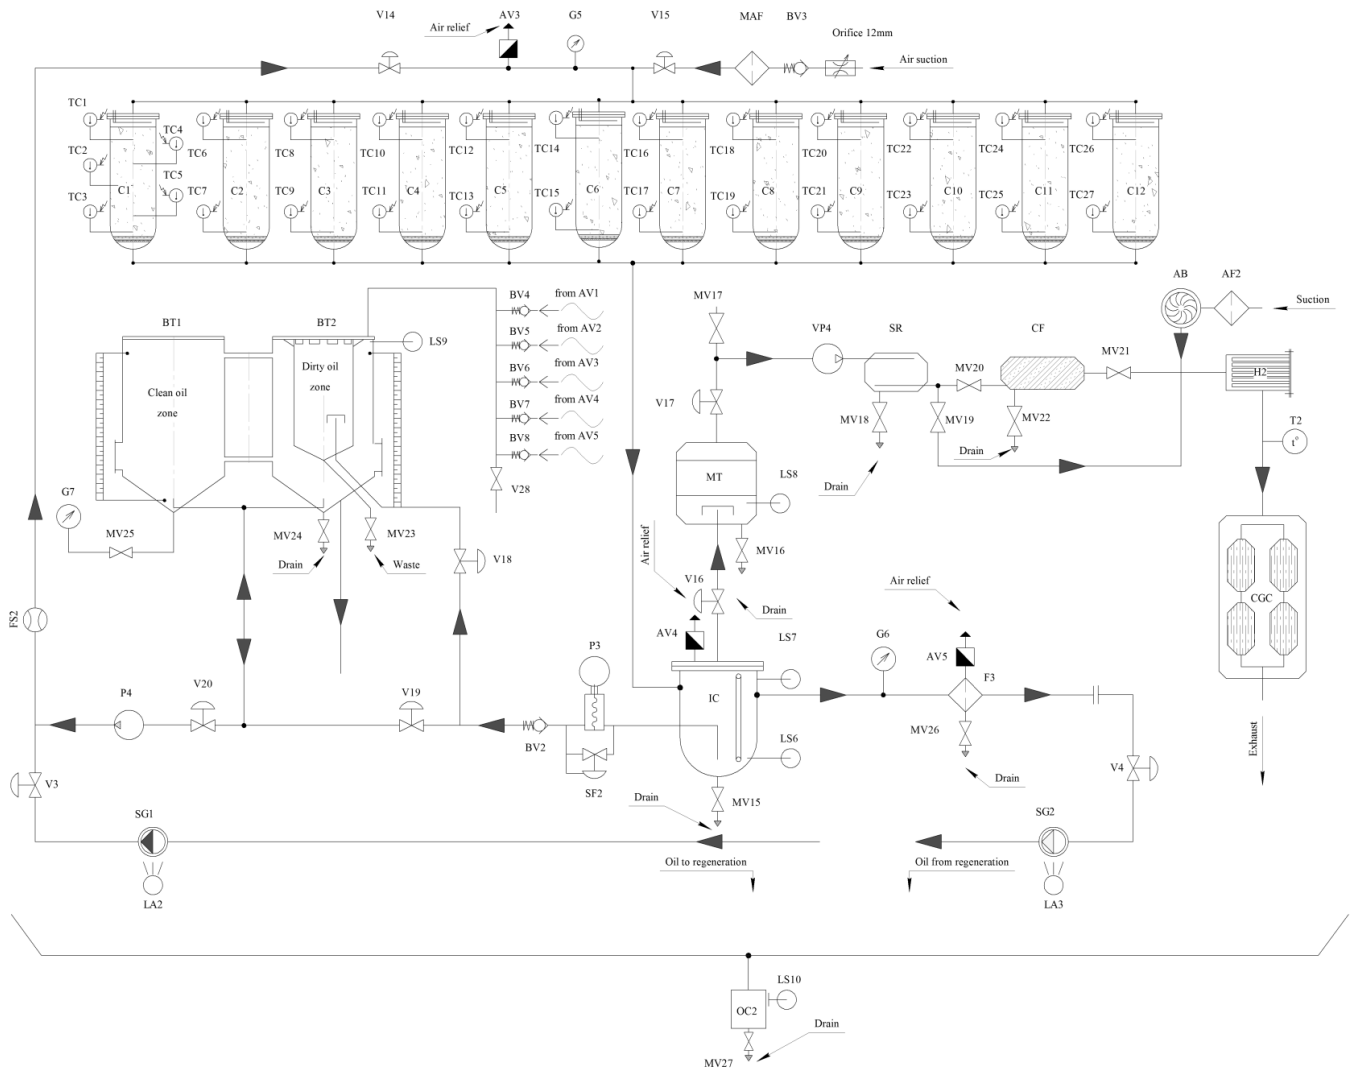 V14
AV3
G5
V15
MAF
BV3
Air relief
Orifice 12mm
Air suction
TC1
TC2
TC3
TC4
TC5
TC6
TC7
TC8
TC9
TC10
TC11
TC12
TC13
TC14
TC15
TC16
TC17
TC18
TC19
TC20
TC21
TC22
TC23
TC24
TC25
TC26
TC27
C1
C2
C3
C4
C5
C6
C7
C8
C9
C10
C11
C12
AB
AF2
Suction
BV4
from AV1
BV5
from AV2
BV6
from AV3
BV7
from AV4
BV8
from AV5
V28
MV17
VP4
SR
CF
MV20
MV21
H2
BT1
BT2
LS9
Clean oil
zone
Dirty oil
zone
V17
MV18
MV19
MV22
Drain
Drain
T2
t°
G7
MV25
MV24
MV23
Drain
Waste
V18
MT
LS8
MV16
Air relief
V16
Drain
Air relief
CGC
FS2
AV4
LS7
G6
AV5
F3
P3
IC
P4
V20
V19
BV2
LS6
MV26
Exhaust
V3
SF2
Drain
MV15
Drain
V4
SG1
SG2
Oil to regeneration
Oil from regeneration
LA2
LA3
LS10
OC2
Drain
MV27